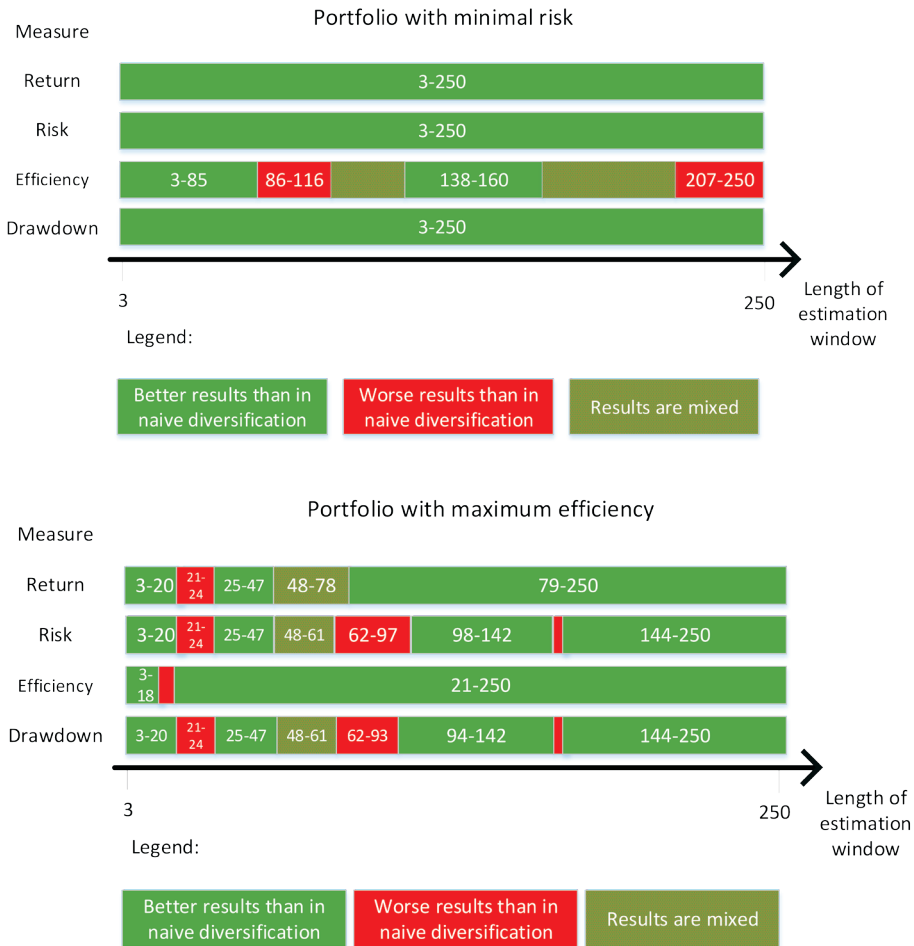 Portfolio with minimal risk
Measure
Return
3-250
Risk
3-250
Efficiency
3-85
86-116
138-160
207-250
Drawdown
3-250
3
250
Length of
estimation
window
Legend:
Better results than in
naive diversification
Worse results than in
naive diversification
Results are mixed
Portfolio with maximum efficiency
Measure
Return
3-20
21-
24
25-47
48-78
79-250
Risk
3-20
21-
24
25-47
48-61
62-97
98-142
144-250
Efficiency
3-
18
21-250
Drawdown
3-20
21-
24
25-47
48-61
62-93
94-142
144-250
3
250
Length of
estimation
window
Legend:
Better results than in
naive diversification
Worse results than in
naive diversification
Results are mixed